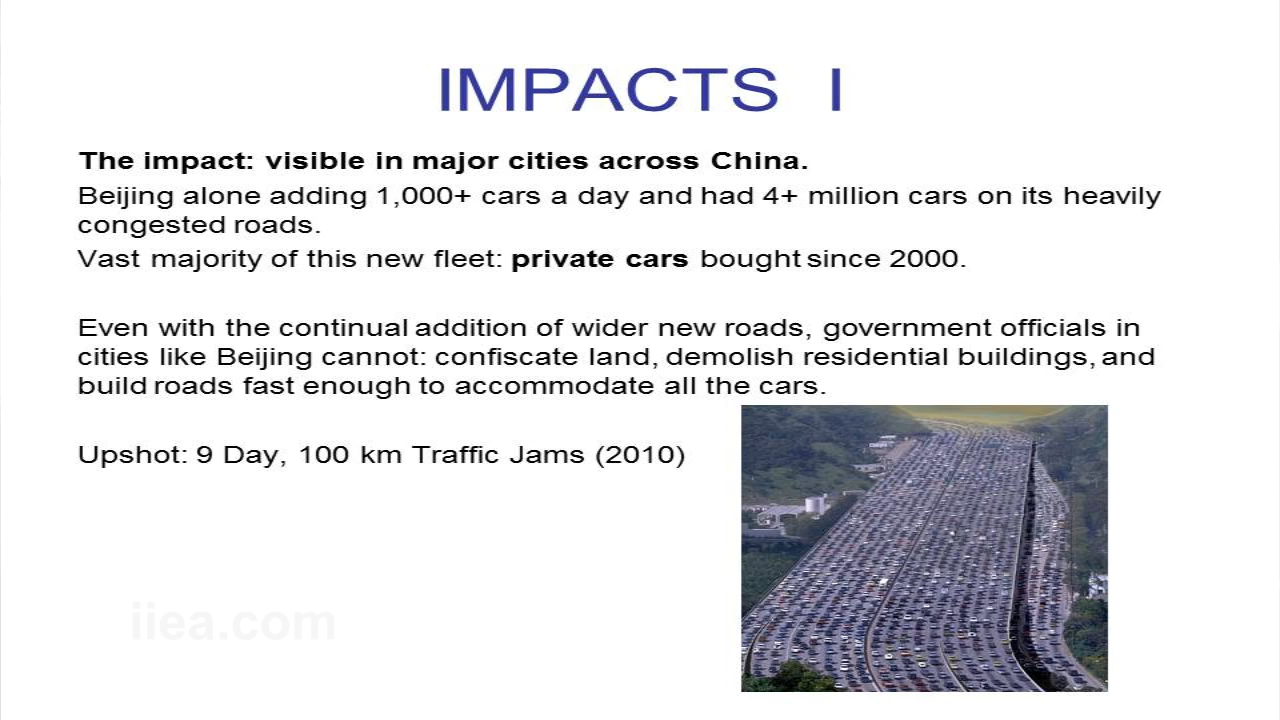 IMPACTS I
The impact: visible in major cities across China.
Beijing alone adding 1,000+ cars a day and had 4+ million cars on its heavily
congested roads.
Vast majority of this new fleet: private cars bought since 2000.
Even with the continual addition of wider new roads, government officials in
cities like Beijing cannot: confiscate land, demolish residential buildings, and
build roads fast enough to accommodate all the cars.
Upshot: 9 Day, 100 km Traffic Jams (2010)
iiea.com